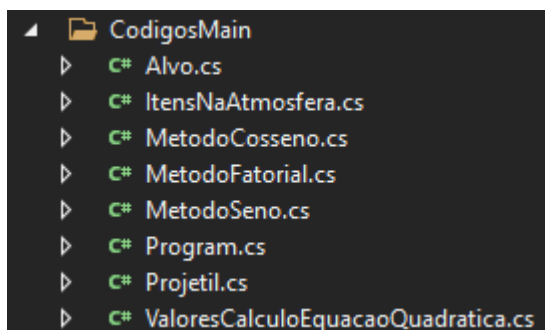 CodigosMain
C# Alvo.cs
C# ItensNaAtmosfera.cs
C# MetodoCosseno.cs
C# MetodoFatorial.cs
C# MetodoSeno.cs
C# Program.cs
C# Projetil.cs
C# ValoresCalculoEquacaoQuadratica.cs